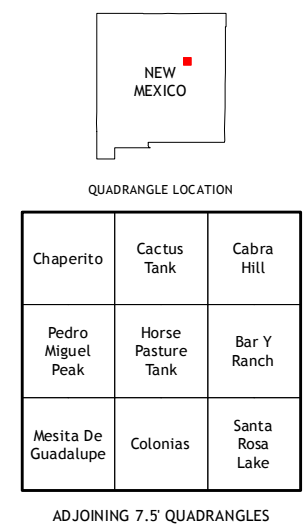 NEW
MEXICO
QUADRANGLE LOCATION
Chaperito
Cactus
Tank
Cabra
Hill
Pedro
Miguel
Peak
Horse
Pasture
Tank
Bar Y
Ranch
Mesita De
Guadalupe
Colonias
Santa
Rosa
Lake
ADJOINING 7.5' QUADRANGLES